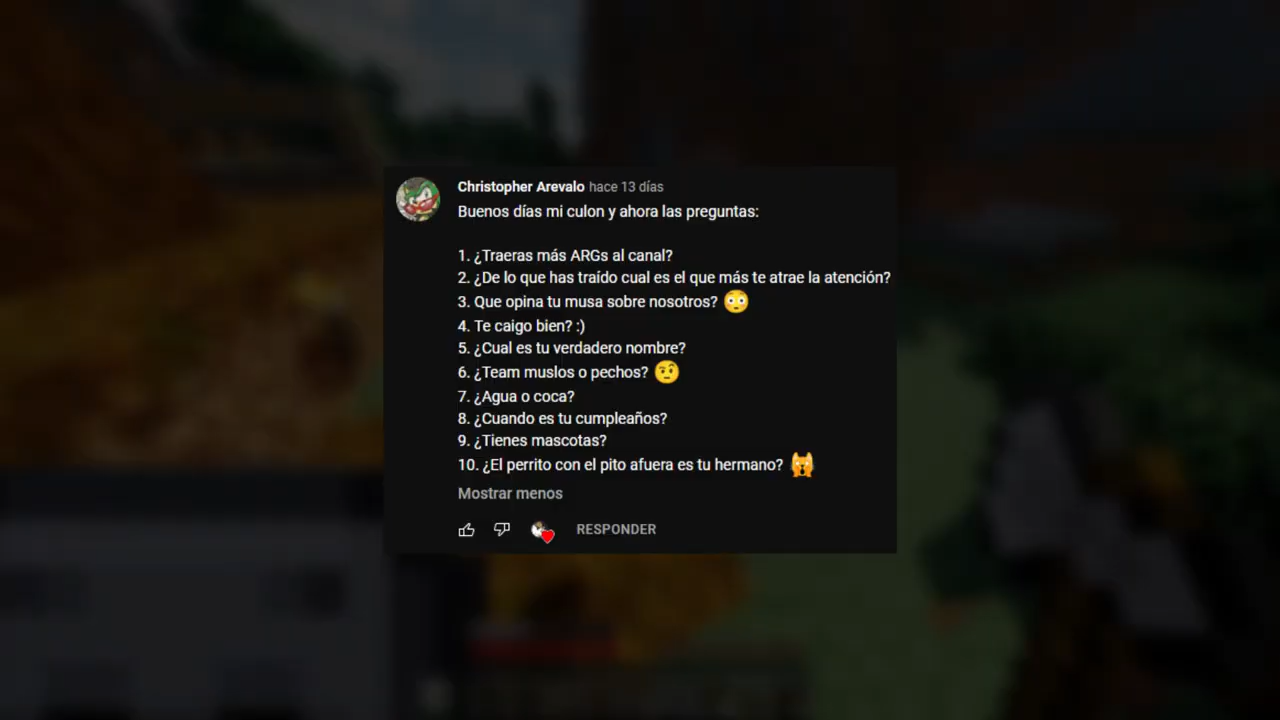 Christopher Arevalo hace 13 días
Buenos días mi culon y ahora las preguntas:
1. ¿Traeras más ARGs al canal?
2. ¿De lo que has traído cual es el que más te atrae la atención?
3. Que opina tu musa sobre nosotros? 😳
4. Te caigo bien? :)
5. ¿Cual es tu verdadero nombre?
6. ¿Team muslos o pechos? 🤨
7. ¿Agua o coca?
8. ¿Cuando es tu cumpleaños?
9. ¿Tienes mascotas?
10. ¿El perrito con el pito afuera es tu hermano? 🙀
Mostrar menos
RESPONDER